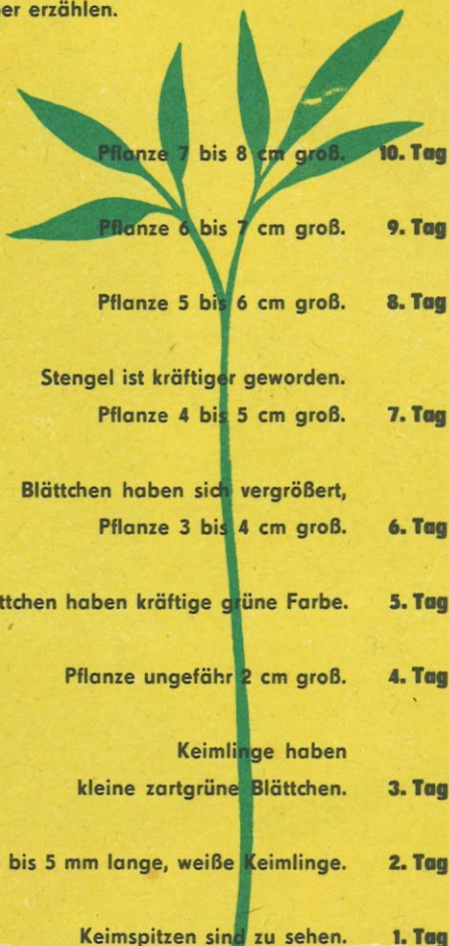 er erzählen.
Pflanze 7 bis 8 cm groß. 10. Tag
Pflanze 6 bis 7 cm groß. 9. Tag
Pflanze 5 bis 6 cm groß. 8. Tag
Stengel ist kräftiger geworden.
Pflanze 4 bis 5 cm groß. 7. Tag
Blättchen haben sich vergrößert,
Pflanze 3 bis 4 cm groß. 6. Tag
ttchen haben kräftige grüne Farbe. 5. Tag
Pflanze ungefähr 2 cm groß. 4. Tag
Keimlinge haben
kleine zartgrüne Blättchen. 3. Tag
bis 5 mm lange, weiße Keimlinge. 2. Tag
Keimspitzen sind zu sehen. 1. Tag